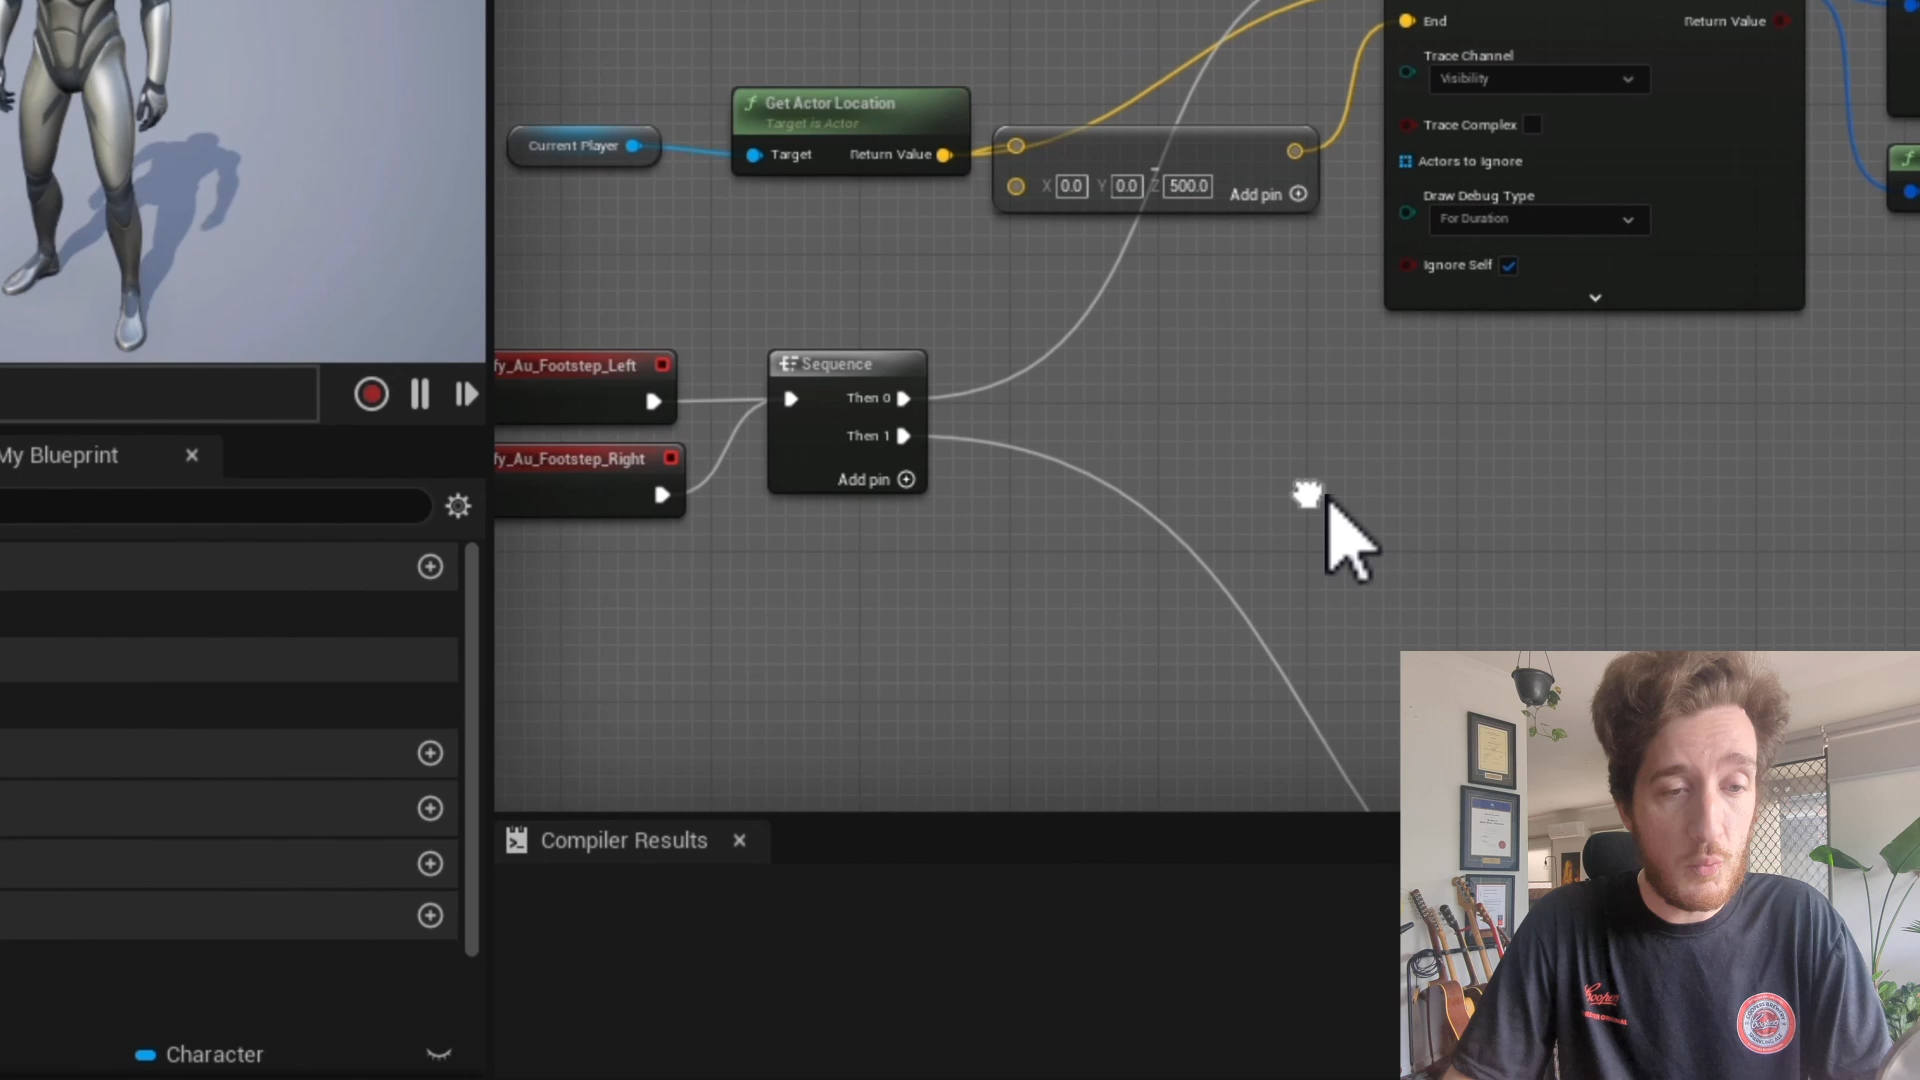 End
Return Value
Trace Channel
Visibility
Trace Complex
Actors to Ignore
Draw Debug Type
For Duration
Ignore Self
f Get Actor Location
Target is Actor
Current Player
Target
Return Value
X 0.0 Y 0.0 Z 500.0
Add pin
fy_Au_Footstep_Left
fy_Au_Footstep_Right
Sequence
Then 0
Then 1
Add pin
My Blueprint
Compiler Results
Character
f
Coopers